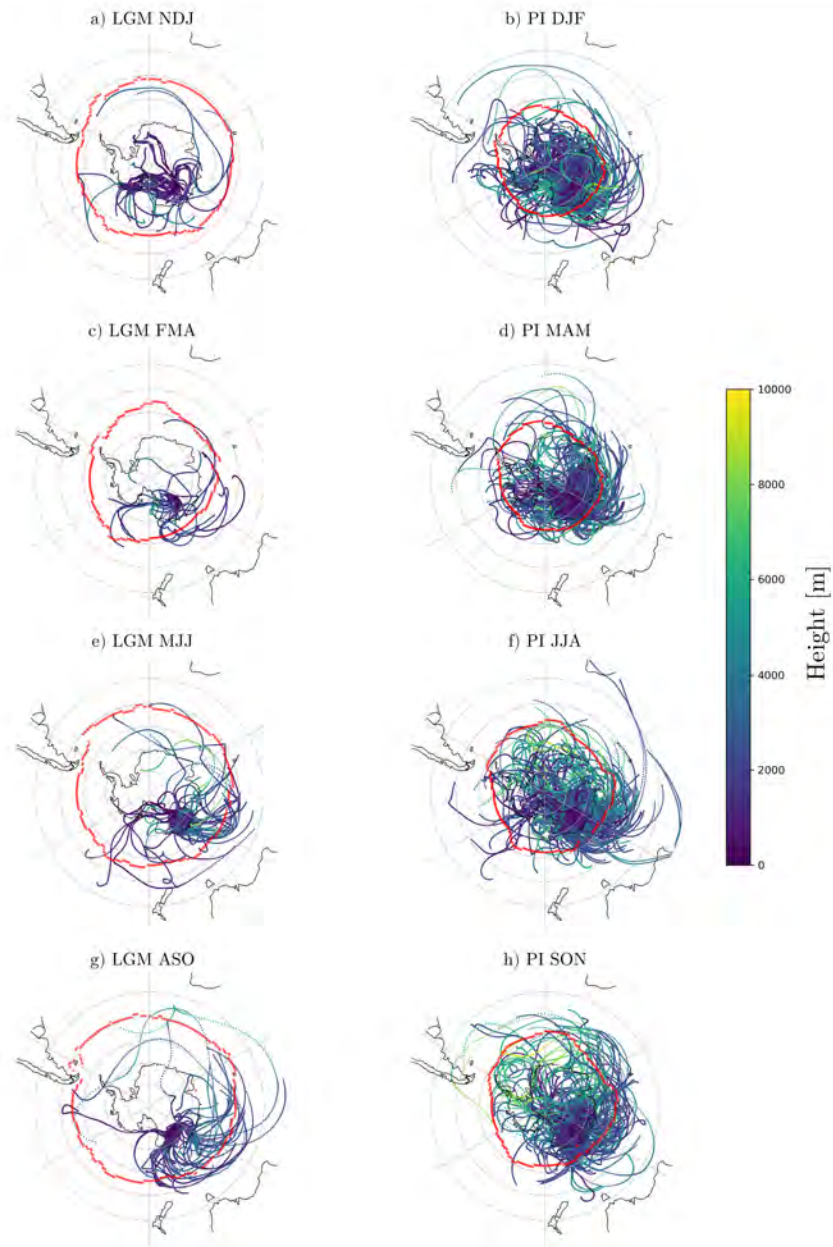 a) LGM NDJ
b) PI DJF
c) LGM FMA
d) PI MAM
10000
8000
6000
4000
2000
0
Height [m]
e) LGM MJJ
f) PI JJA
g) LGM ASO
h) PI SON